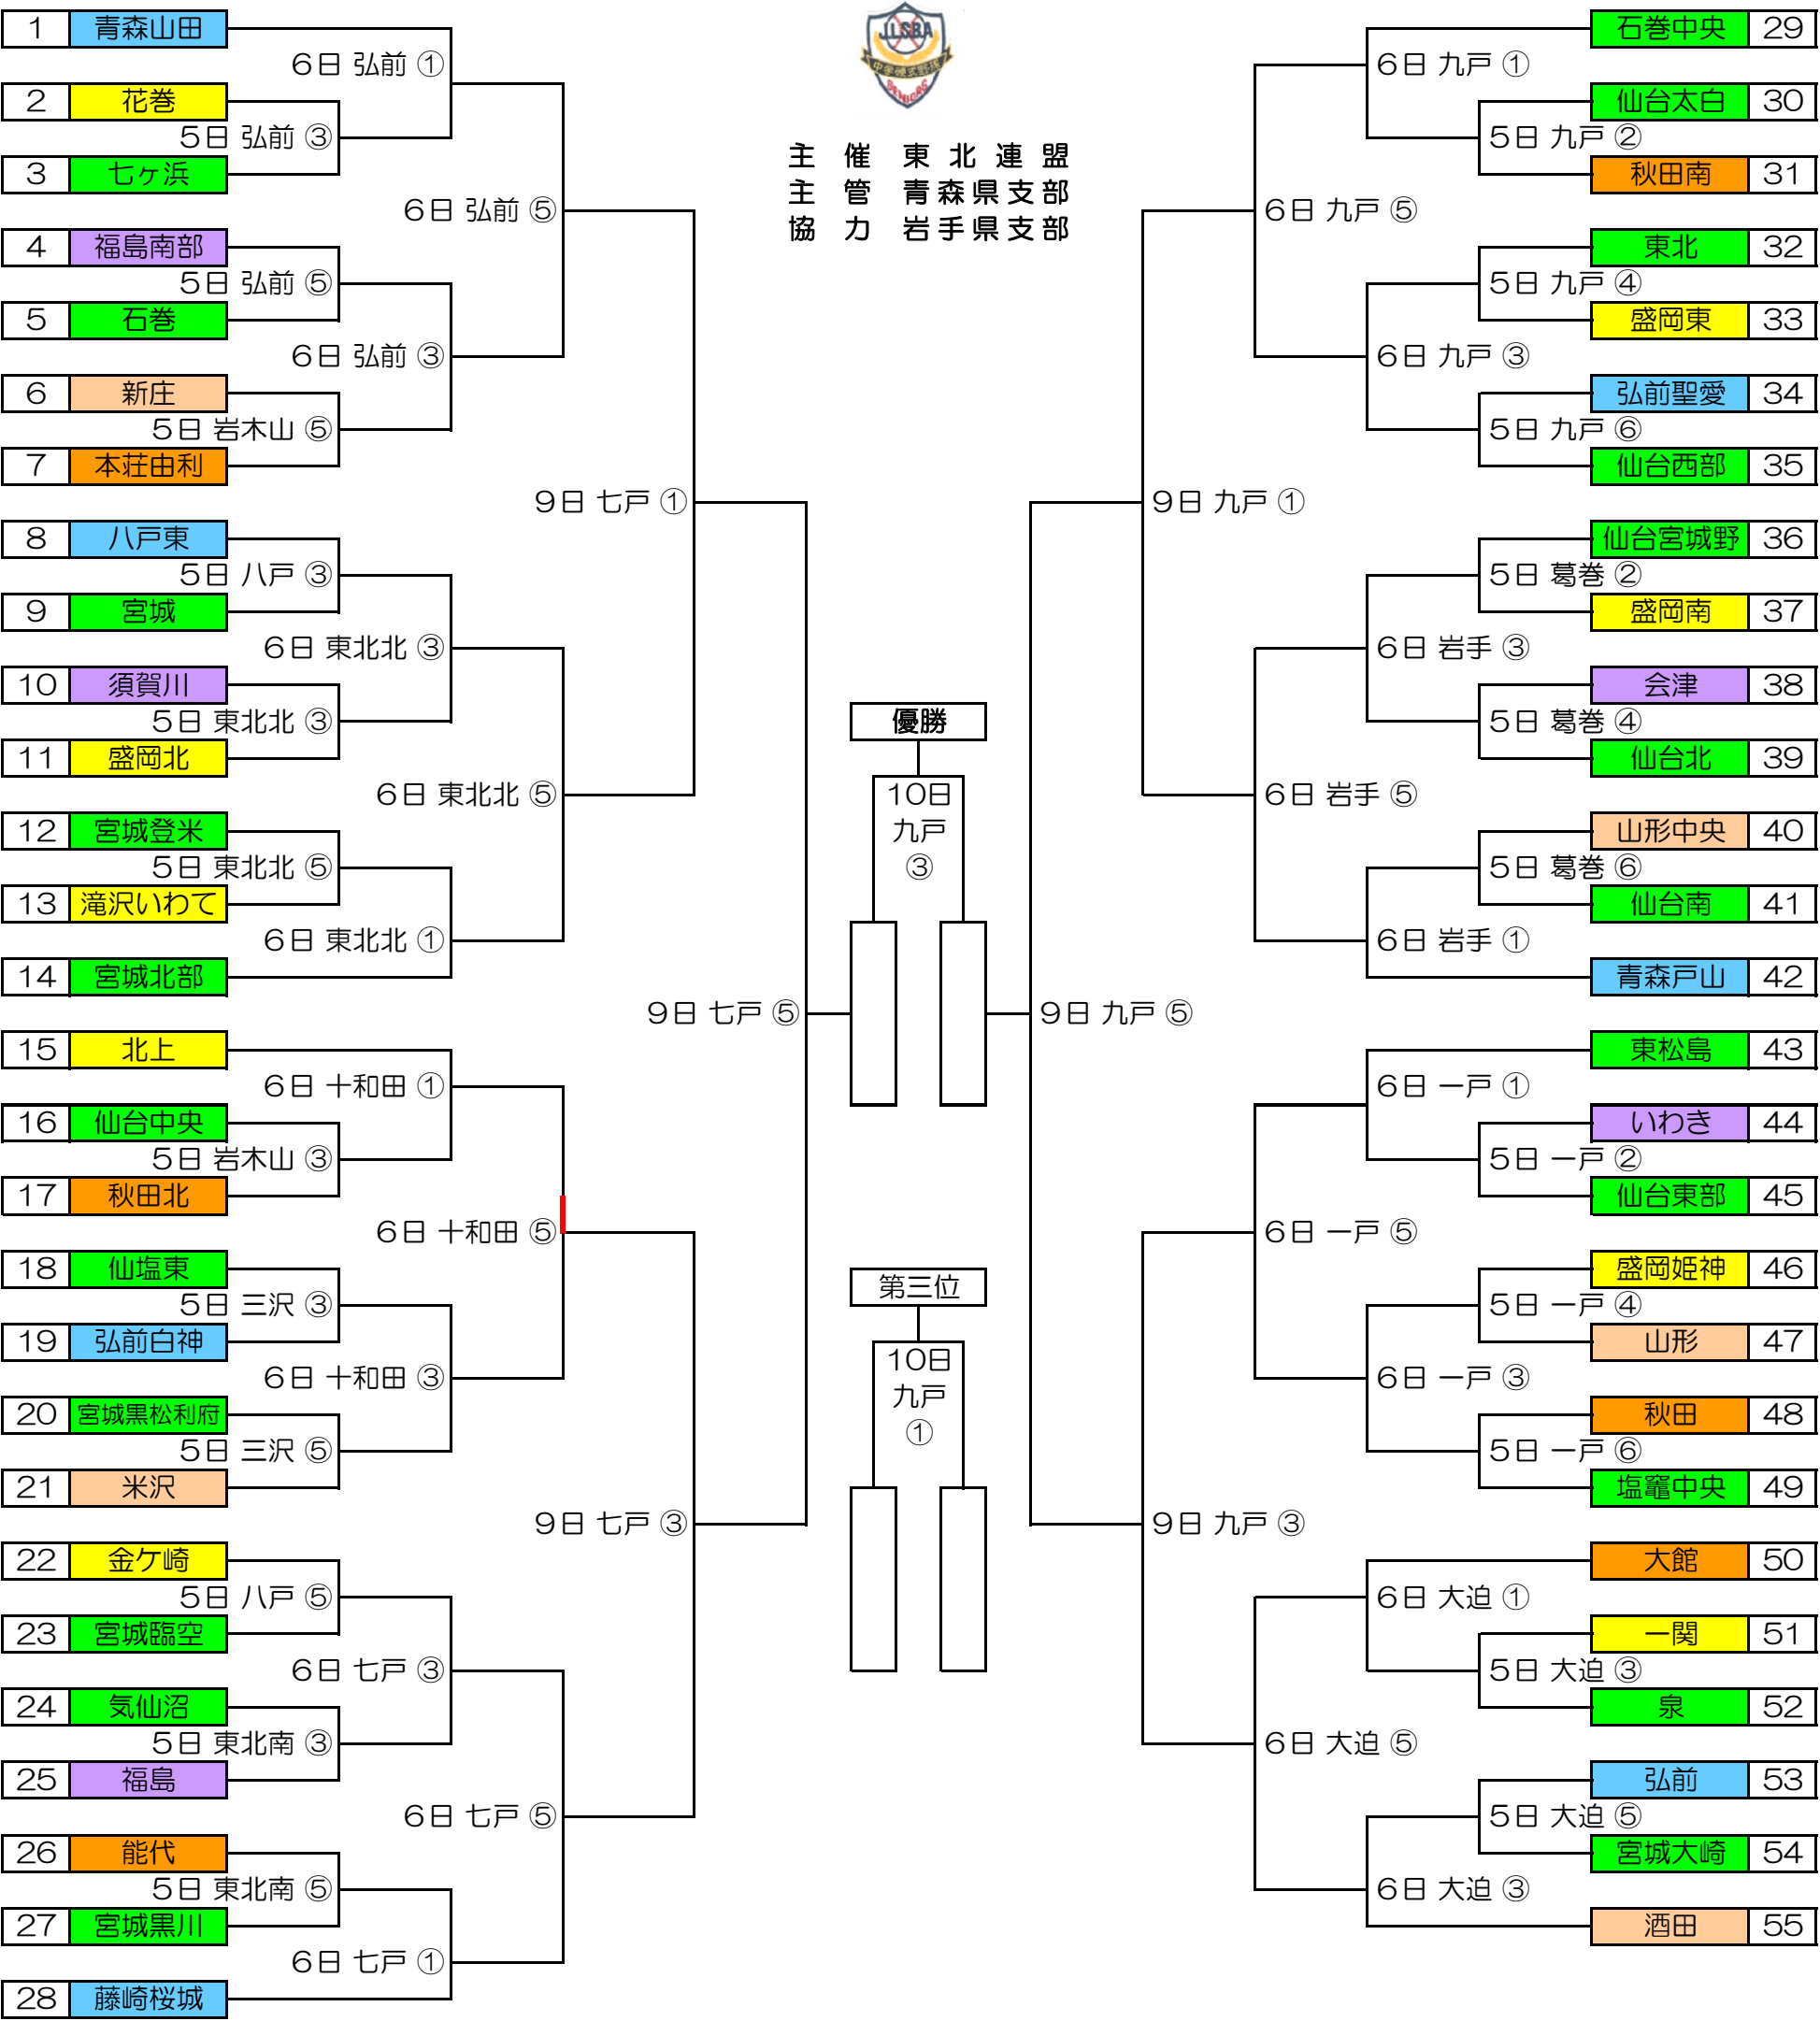 JLSBA
中学硬式野球
SENIORS
主 催 東 北 連 盟
主 管 青森県支部
協 力 岩手県支部
1 青森山田
6日 弘前 ①
2 花巻
5日 弘前 ③
3 七ヶ浜
6日 弘前 ⑤
4 福島南部
5日 弘前 ⑤
5 石巻
6日 弘前 ③
6 新庄
5日 岩木山 ⑤
7 本荘由利
9日 七戸 ①
8 八戸東
5日 八戸 ③
9 宮城
6日 東北北 ③
10 須賀川
5日 東北北 ③
11 盛岡北
6日 東北北 ⑤
12 宮城登米
5日 東北北 ⑤
13 滝沢いわて
6日 東北北 ①
14 宮城北部
9日 七戸 ⑤
15 北上
6日 十和田 ①
16 仙台中央
5日 岩木山 ③
17 秋田北
6日 十和田 ⑤
18 仙塩東
5日 三沢 ③
19 弘前白神
6日 十和田 ③
20 宮城黒松利府
5日 三沢 ⑤
21 米沢
9日 七戸 ③
22 金ケ崎
5日 八戸 ⑤
23 宮城臨空
6日 七戸 ③
24 気仙沼
5日 東北南 ③
25 福島
6日 七戸 ⑤
26 能代
5日 東北南 ⑤
27 宮城黒川
6日 七戸 ①
28 藤崎桜城
優勝
10日
九戸
③
第三位
10日
九戸
①
石巻中央 29
6日 九戸 ①
仙台太白 30
5日 九戸 ②
秋田南 31
6日 九戸 ⑤
東北 32
5日 九戸 ④
盛岡東 33
6日 九戸 ③
弘前聖愛 34
5日 九戸 ⑥
仙台西部 35
9日 九戸 ①
仙台宮城野 36
5日 葛巻 ②
盛岡南 37
6日 岩手 ③
会津 38
5日 葛巻 ④
仙台北 39
6日 岩手 ⑤
山形中央 40
5日 葛巻 ⑥
仙台南 41
6日 岩手 ①
青森戸山 42
9日 九戸 ⑤
東松島 43
6日 一戸 ①
いわき 44
5日 一戸 ②
仙台東部 45
6日 一戸 ⑤
盛岡姫神 46
5日 一戸 ④
山形 47
6日 一戸 ③
秋田 48
5日 一戸 ⑥
塩竈中央 49
9日 九戸 ③
大館 50
6日 大迫 ①
一関 51
5日 大迫 ③
泉 52
6日 大迫 ⑤
弘前 53
5日 大迫 ⑤
宮城大崎 54
6日 大迫 ③
酒田 55